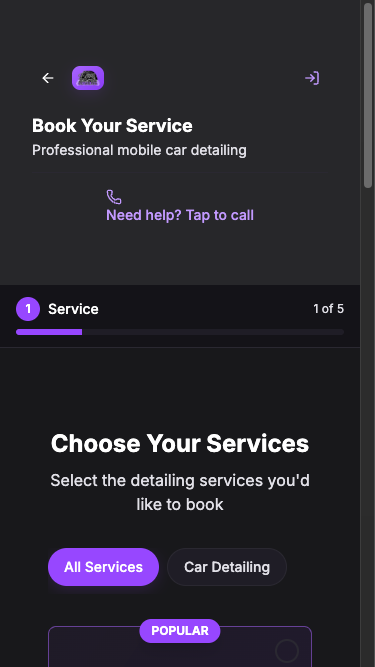 Book Your Service
Professional mobile car detailing
Need help? Tap to call
1 Service 1 of 5
Choose Your Services
Select the detailing services you'd
like to book
All Services Car Detailing
POPULAR